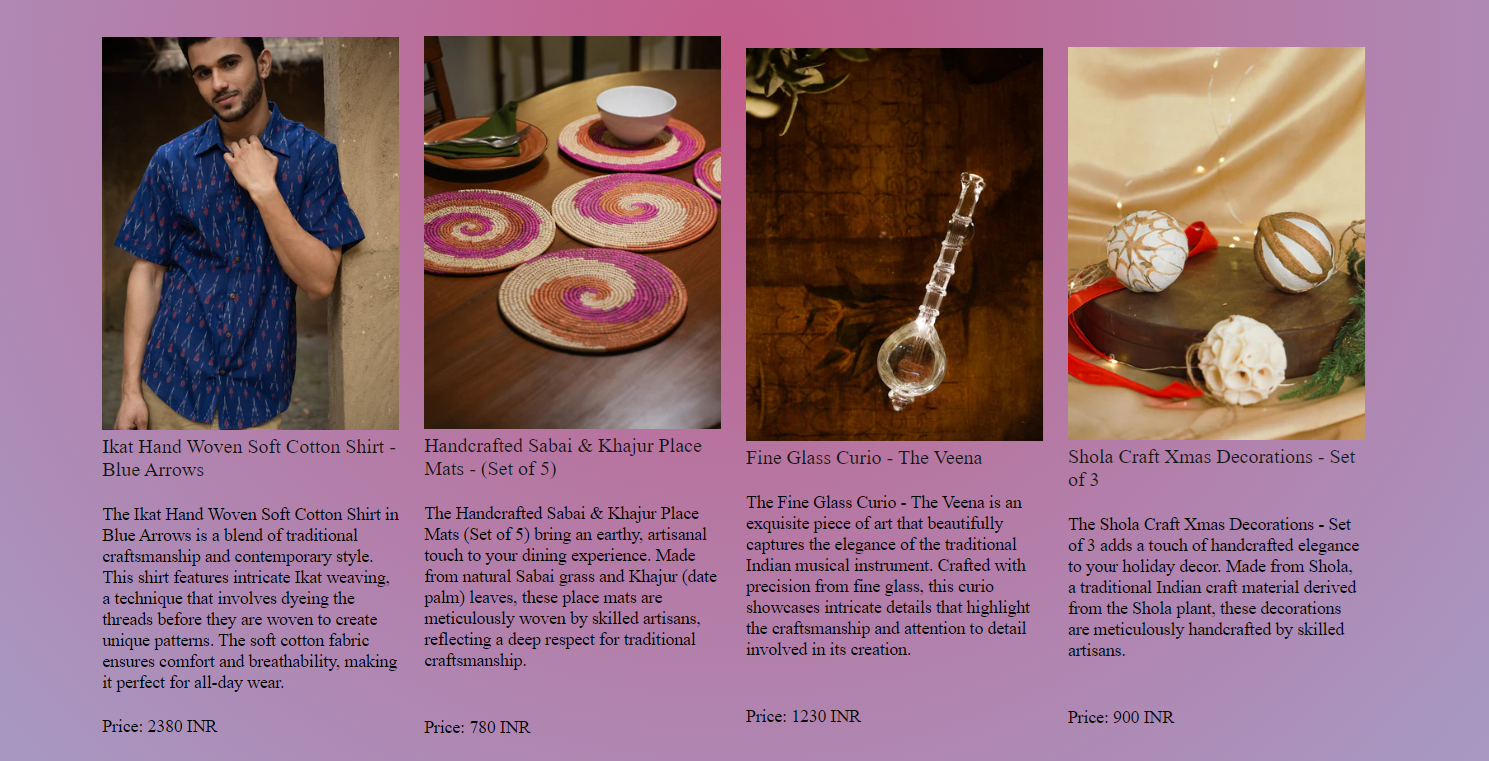 Ikat Hand Woven Soft Cotton Shirt -
Blue Arrows
The Ikat Hand Woven Soft Cotton Shirt in
Blue Arrows is a blend of traditional
craftsmanship and contemporary style.
This shirt features intricate Ikat weaving,
a technique that involves dyeing the
threads before they are woven to create
unique patterns. The soft cotton fabric
ensures comfort and breathability, making
it perfect for all-day wear.
Price: 2380 INR
Handcrafted Sabai & Khajur Place
Mats - (Set of 5)
The Handcrafted Sabai & Khajur Place
Mats (Set of 5) bring an earthy, artisanal
touch to your dining experience. Made
from natural Sabai grass and Khajur (date
palm) leaves, these place mats are
meticulously woven by skilled artisans,
reflecting a deep respect for traditional
craftsmanship.
Price: 780 INR
Fine Glass Curio - The Veena
The Fine Glass Curio - The Veena is an
exquisite piece of art that beautifully
captures the elegance of the traditional
Indian musical instrument. Crafted with
precision from fine glass, this curio
showcases intricate details that highlight
the craftsmanship and attention to detail
involved in its creation.
Price: 1230 INR
Shola Craft Xmas Decorations - Set
of 3
The Shola Craft Xmas Decorations - Set
of 3 adds a touch of handcrafted elegance
to your holiday decor. Made from Shola,
a traditional Indian craft material derived
from the Shola plant, these decorations
are meticulously handcrafted by skilled
artisans.
Price: 900 INR